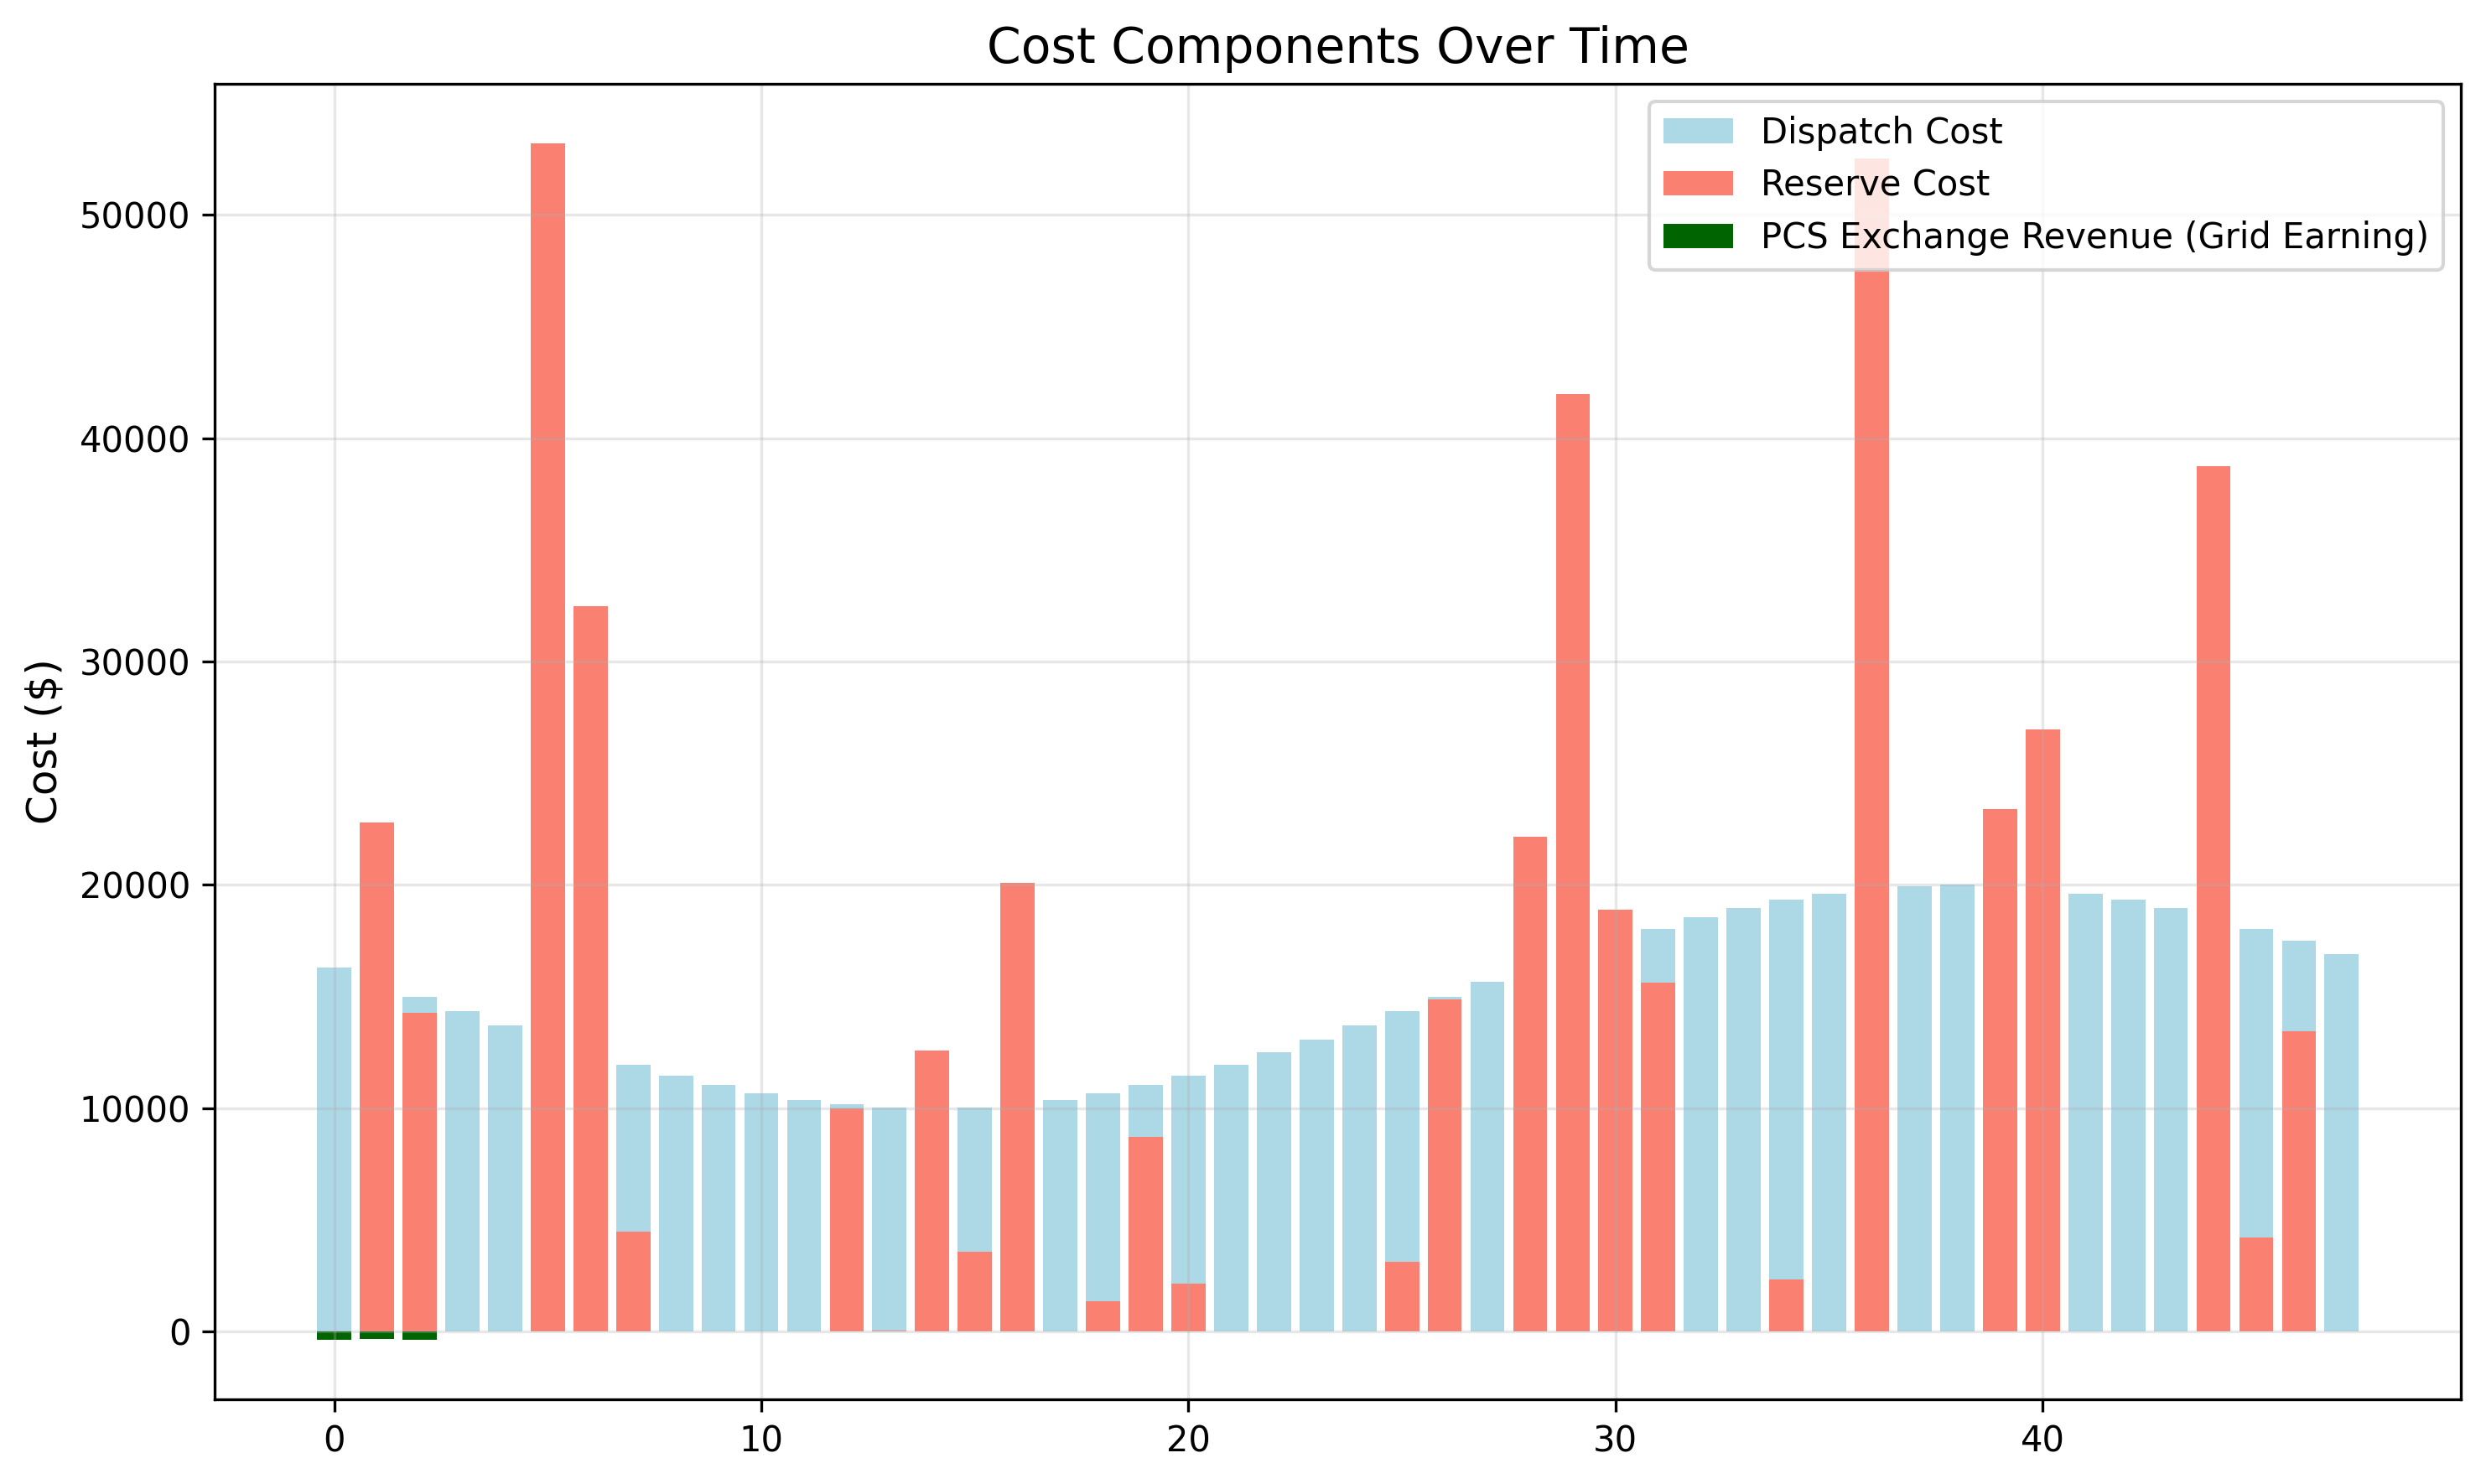 Cost Components Over Time
Dispatch Cost
Reserve Cost
PCS Exchange Revenue (Grid Earning)
Cost ($)
50000
40000
30000
20000
10000
0
0 10 20 30 40